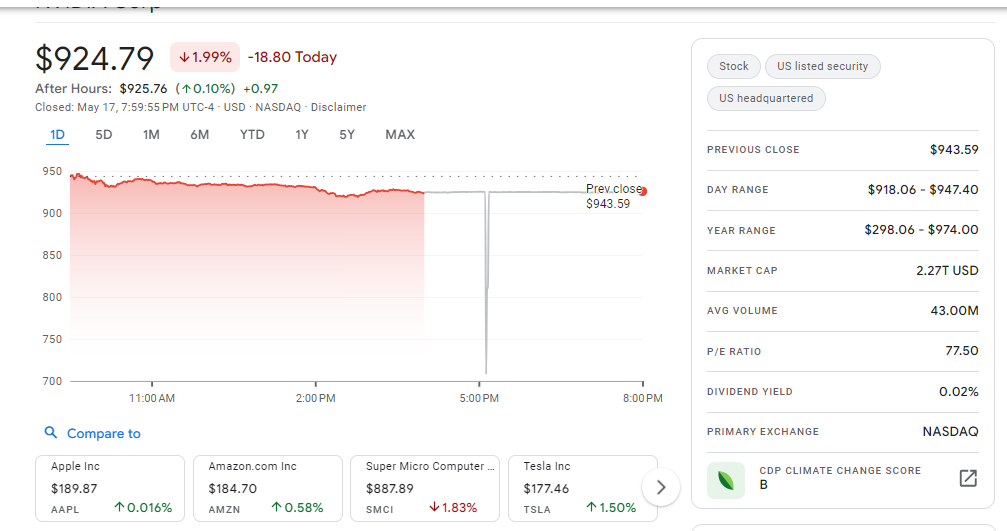 $924.79 ↓1.99% -18.80 Today
After Hours: $925.76 (↑0.10%) +0.97
Closed: May 17, 7:59:55 PM UTC-4 · USD · NASDAQ · Disclaimer
1D 5D 1M 6M YTD 1Y 5Y MAX
950
900
850
800
750
700
Prev. close
$943.59
11:00 AM 2:00 PM 5:00 PM 8:00 PM
Compare to
Apple Inc
$189.87
AAPL ↑0.016%
Amazon.com Inc
$184.70
AMZN ↑0.58%
Super Micro Computer ...
$887.89
SMCI ↓1.83%
Tesla Inc
$177.46
TSLA ↑1.50%
Stock US listed security
US headquartered
PREVIOUS CLOSE $943.59
DAY RANGE $918.06 - $947.40
YEAR RANGE $298.06 - $974.00
MARKET CAP 2.27T USD
AVG VOLUME 43.00M
P/E RATIO 77.50
DIVIDEND YIELD 0.02%
PRIMARY EXCHANGE NASDAQ
CDP CLIMATE CHANGE SCORE
B